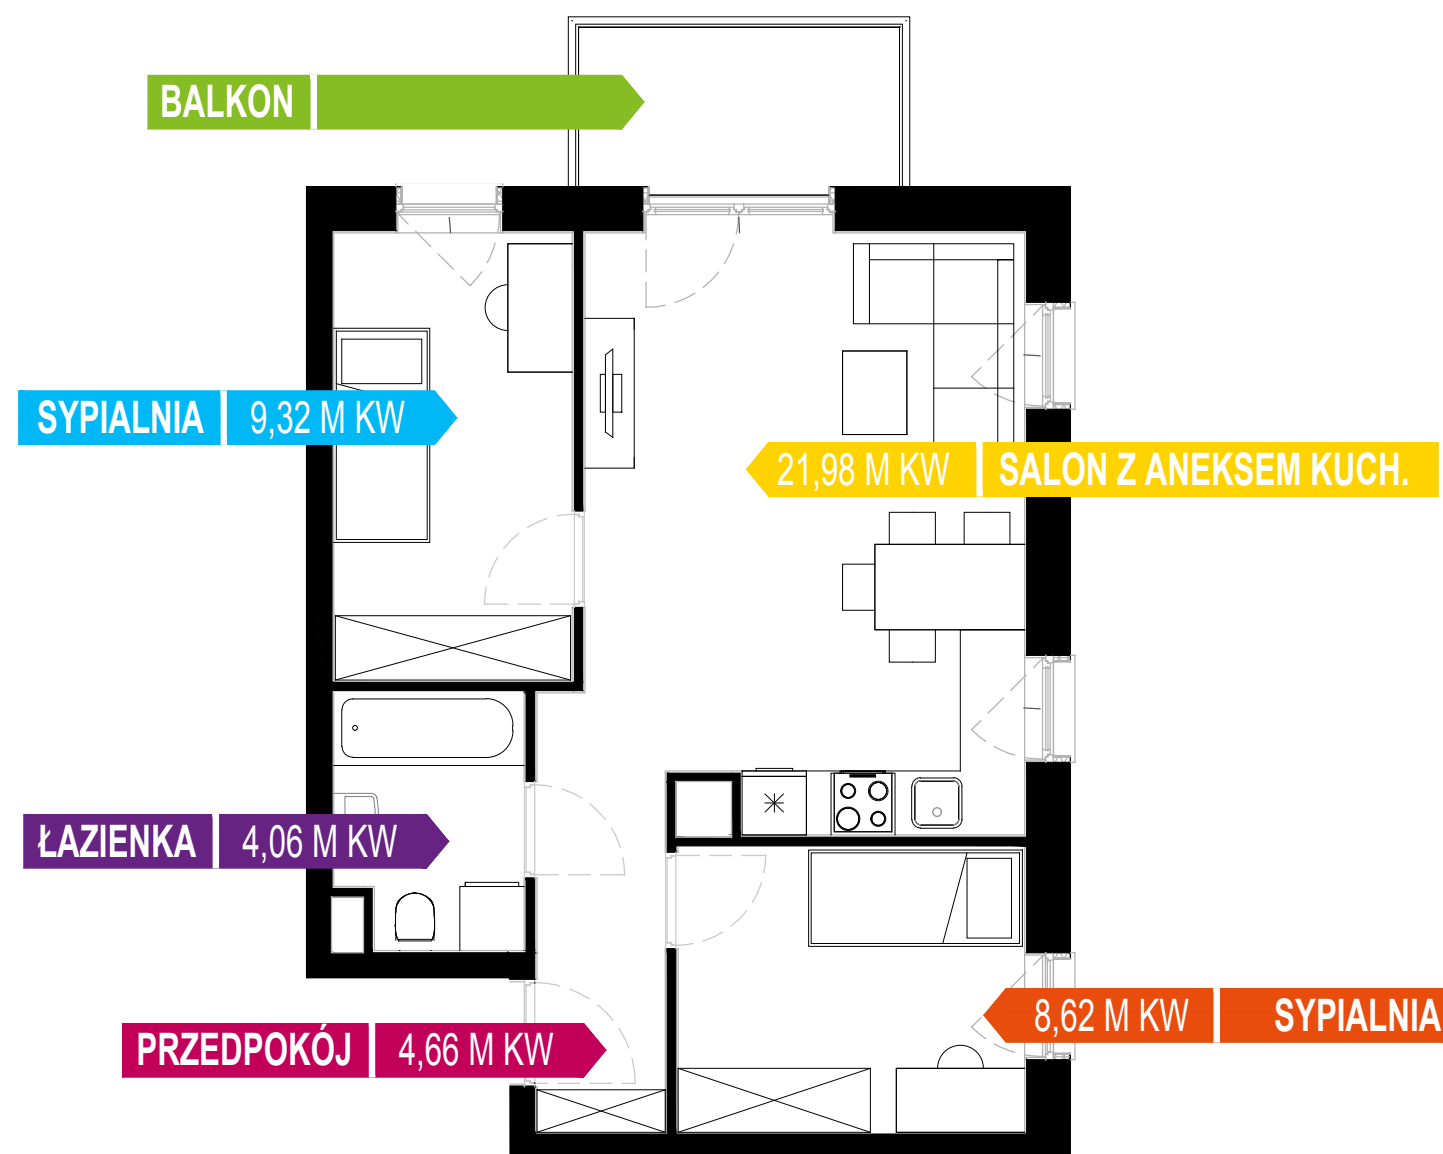 BALKON
SYPIALNIA 9,32 M KW
21,98 M KW SALON Z ANEKSEM KUCH.
ŁAZIENKA 4,06 M KW
8,62 M KW SYPIALNIA
PRZEDPOKÓJ 4,66 M KW